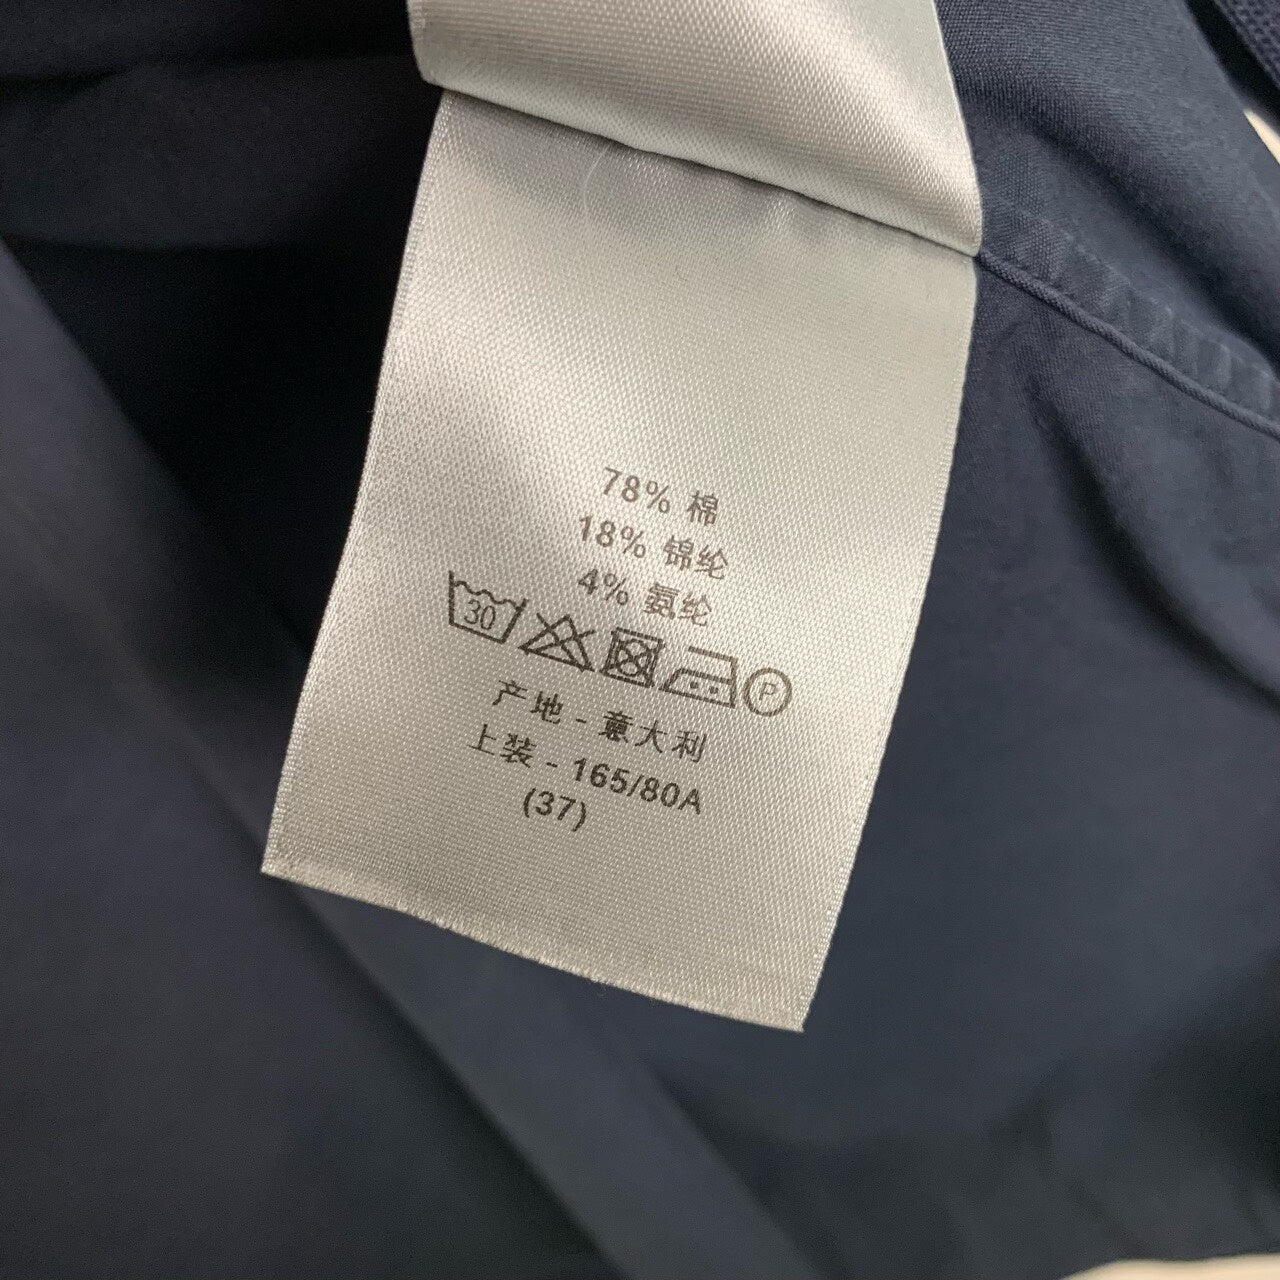 78% 棉
18% 锦纶
4% 氨纶
30 P
产地 - 意大利
上装 - 165/80A
(37)